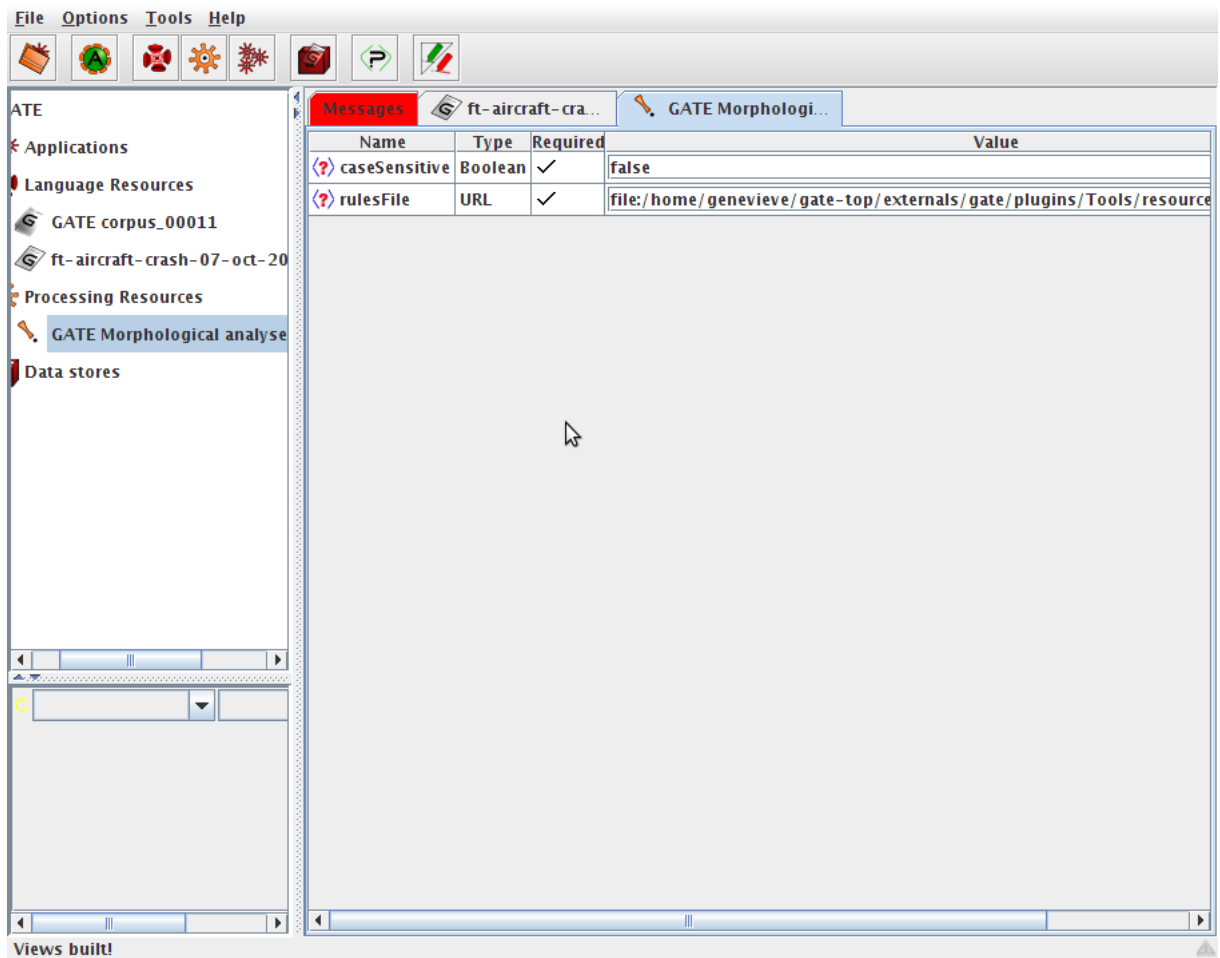 File Options Tools Help
ATE
Applications
Language Resources
GATE corpus_00011
ft-aircraft-crash-07-oct-20
Processing Resources
GATE Morphological analyse
Data stores
Messages ft-aircraft-cra... GATE Morphologi...
Name Type Required Value
caseSensitive Boolean false
rulesFile URL file:/home/genevieve/gate-top/externals/gate/plugins/Tools/resource
C
Views built!